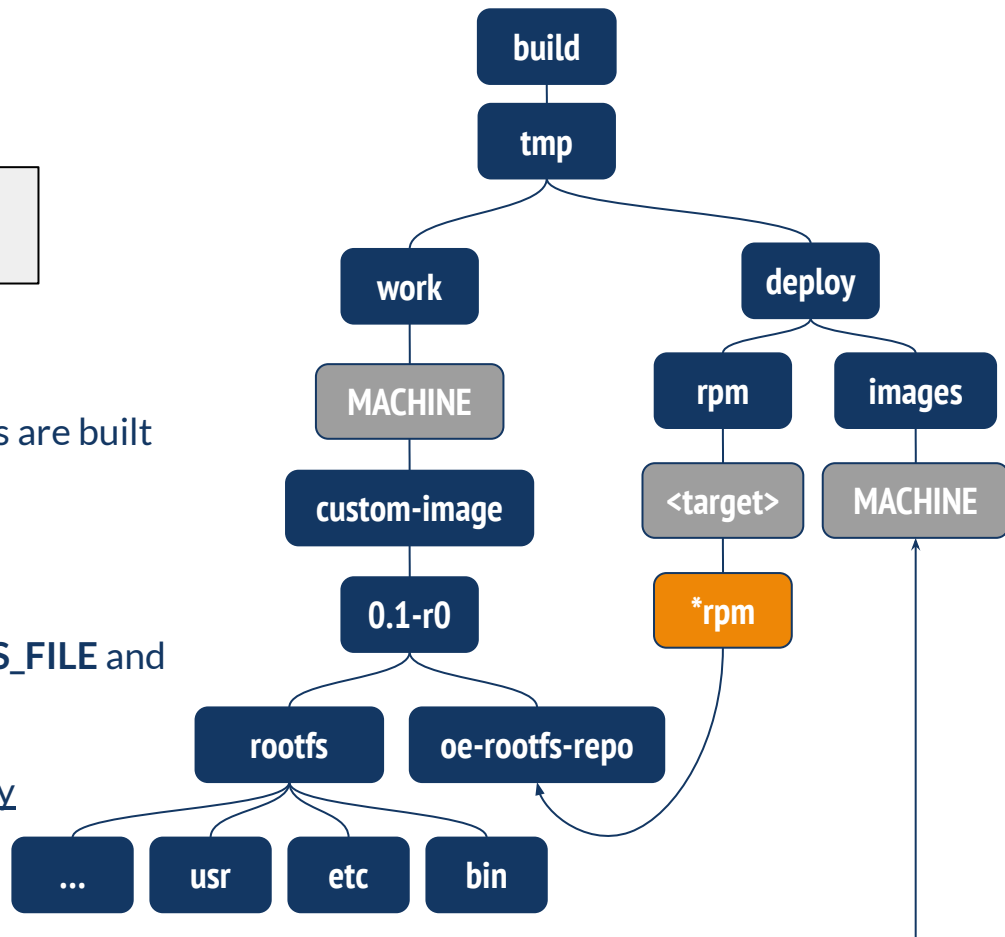 build
tmp
work
deploy
MACHINE
rpm
images
s are built
custom-image
<target>
MACHINE
0.1-r0
*rpm
S_FILE and
rootfs
oe-rootfs-repo
y
...
usr
etc
bin